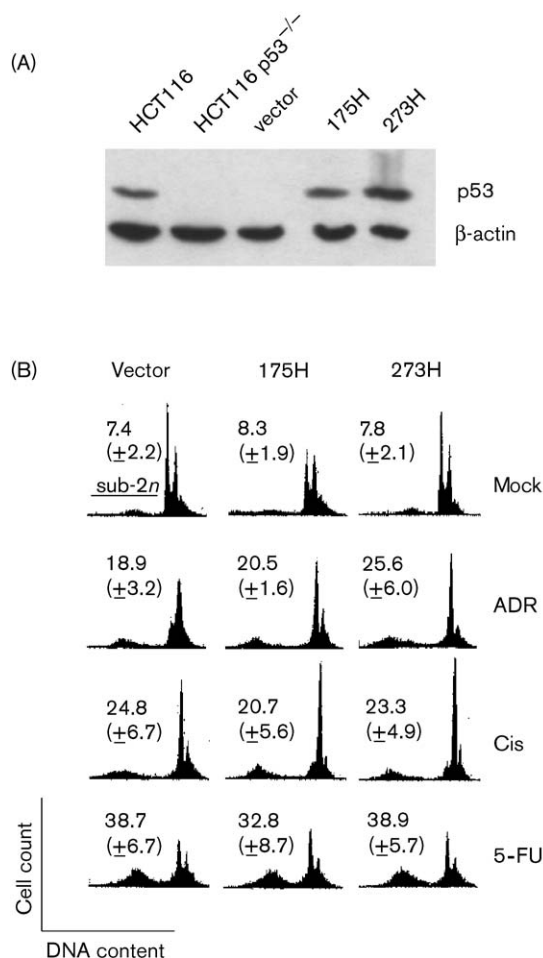 (A)
HCT116
HCT116 p53−/−
vector
175H
273H
p53
β-actin
(B)
Vector 175H 273H
7.4 8.3 7.8
(±2.2) (±1.9) (±2.1)
sub-2n
Mock
18.9 20.5 25.6
(±3.2) (±1.6) (±6.0)
ADR
24.8 20.7 23.3
(±6.7) (±5.6) (±4.9)
Cis
38.7 32.8 38.9
(±6.7) (±8.7) (±5.7)
5-FU
Cell count
DNA content